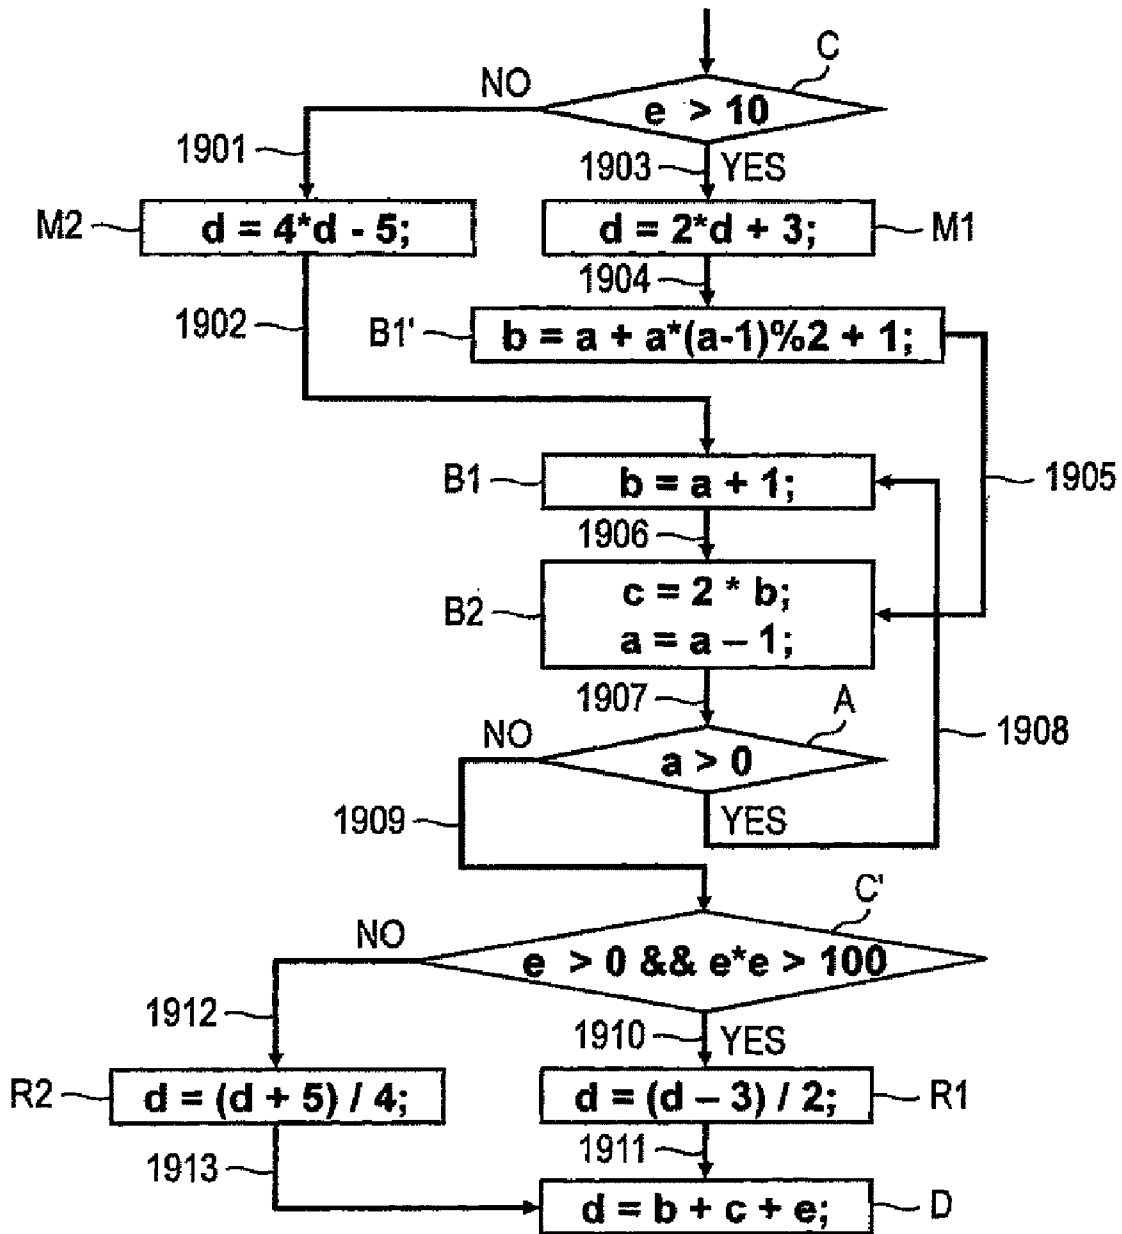 C
NO
e > 10
1901
1903
YES
M2
d = 4*d - 5;
d = 2*d + 3;
M1
1904
1902
B1'
b = a + a*(a-1)%2 + 1;
B1
b = a + 1;
1905
1906
B2
c = 2 * b;
a = a – 1;
1907
A
NO
a > 0
1908
1909
YES
C'
NO
e > 0 && e*e > 100
1912
1910
YES
R2
d = (d + 5) / 4;
d = (d – 3) / 2;
R1
1911
1913
d = b + c + e;
D